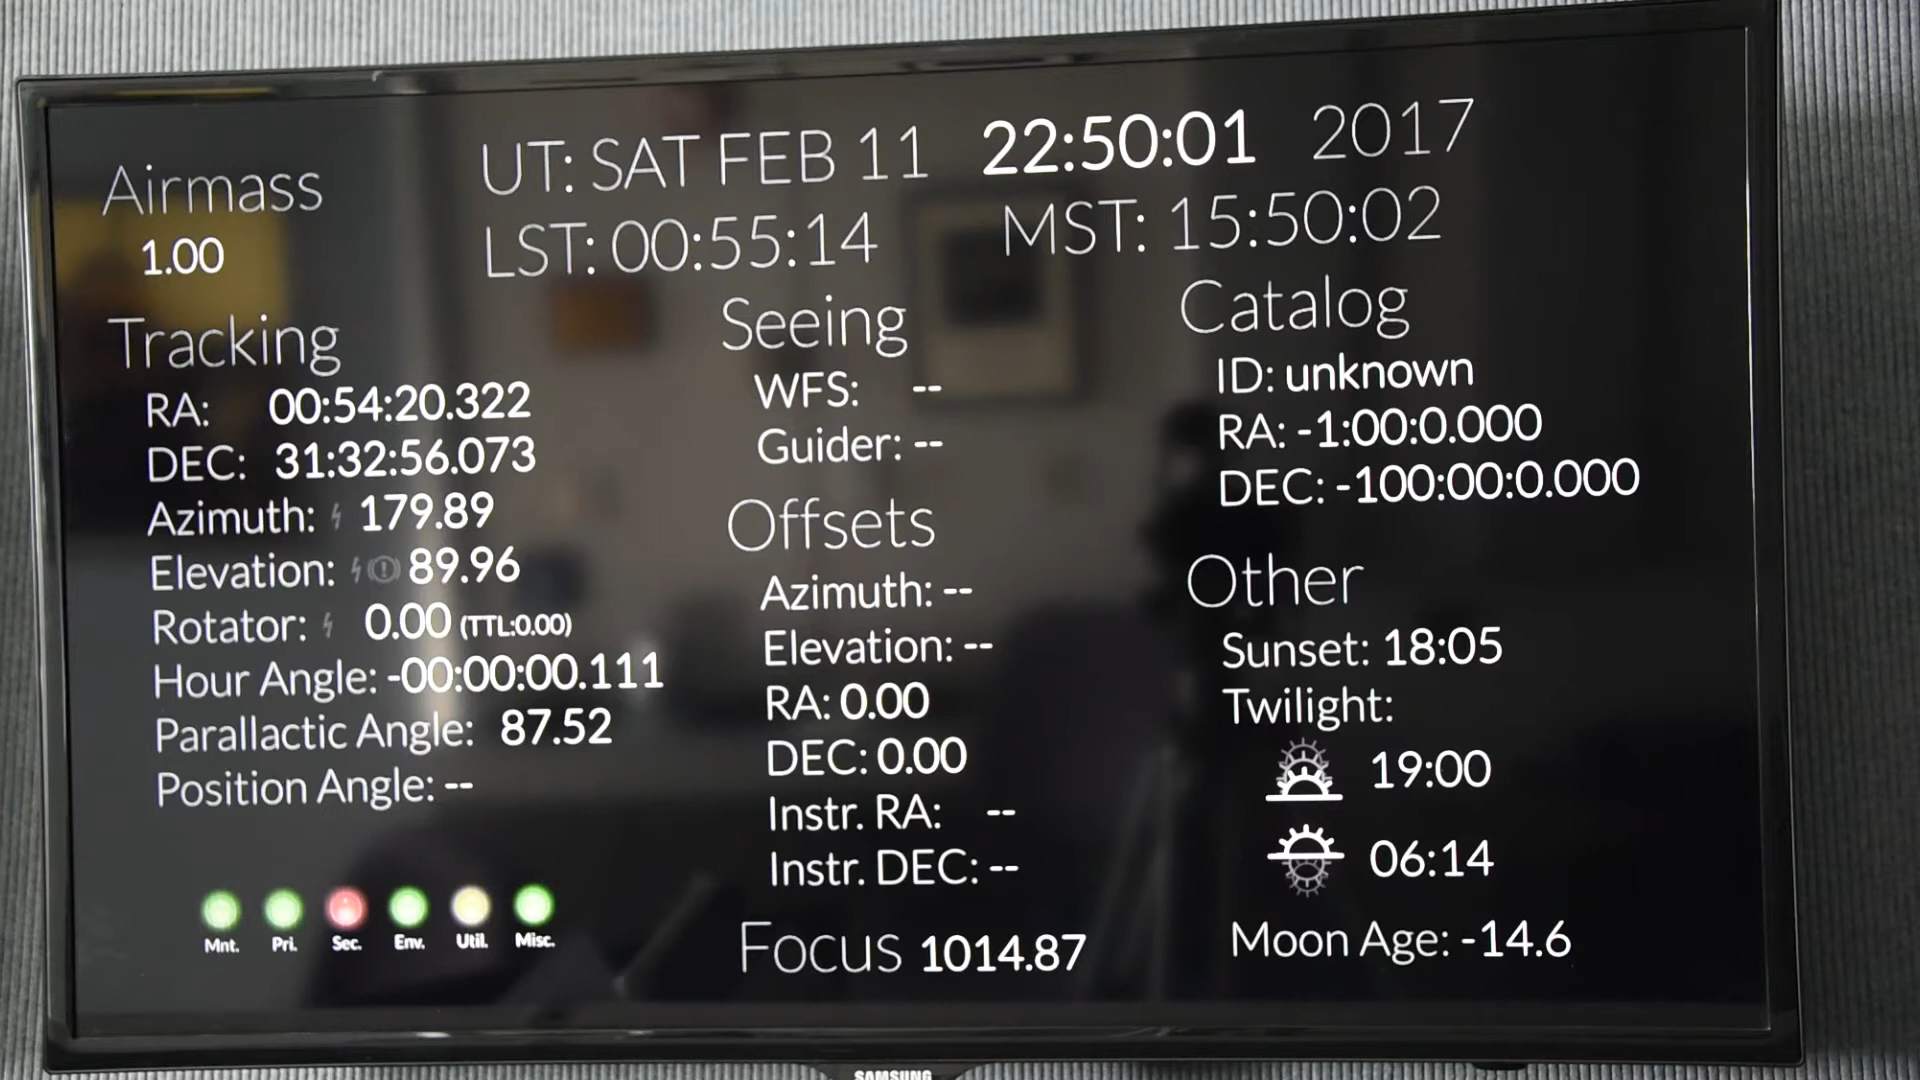 UT: SAT FEB 11 22:50:01 2017
LST: 00:55:14 MST: 15:50:02
Airmass
1.00
Tracking
RA: 00:54:20.322
DEC: 31:32:56.073
Azimuth: 179.89
Elevation: 89.96
Rotator: 0.00 (TTL:0.00)
Hour Angle: -00:00:00.111
Parallactic Angle: 87.52
Position Angle: --
Mnt. Pri. Sec. Env. Util. Misc.
Seeing
WFS: --
Guider: --
Offsets
Azimuth: --
Elevation: --
RA: 0.00
DEC: 0.00
Instr. RA: --
Instr. DEC: --
Focus 1014.87
Catalog
ID: unknown
RA: -1:00:0.000
DEC: -100:00:0.000
Other
Sunset: 18:05
Twilight:
19:00
06:14
Moon Age: -14.6
SAMSUNG